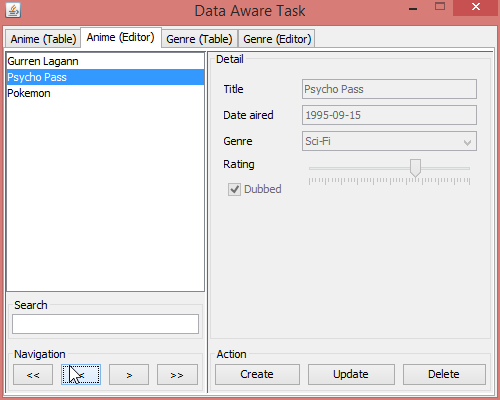 Data Aware Task
Anime (Table) Anime (Editor) Genre (Table) Genre (Editor)
Gurren Lagann
Psycho Pass
Pokemon
Detail
Title Psycho Pass
Date aired 1995-09-15
Genre Sci-Fi
Rating
Dubbed
Search
Navigation
<< < > >>
Action
Create Update Delete